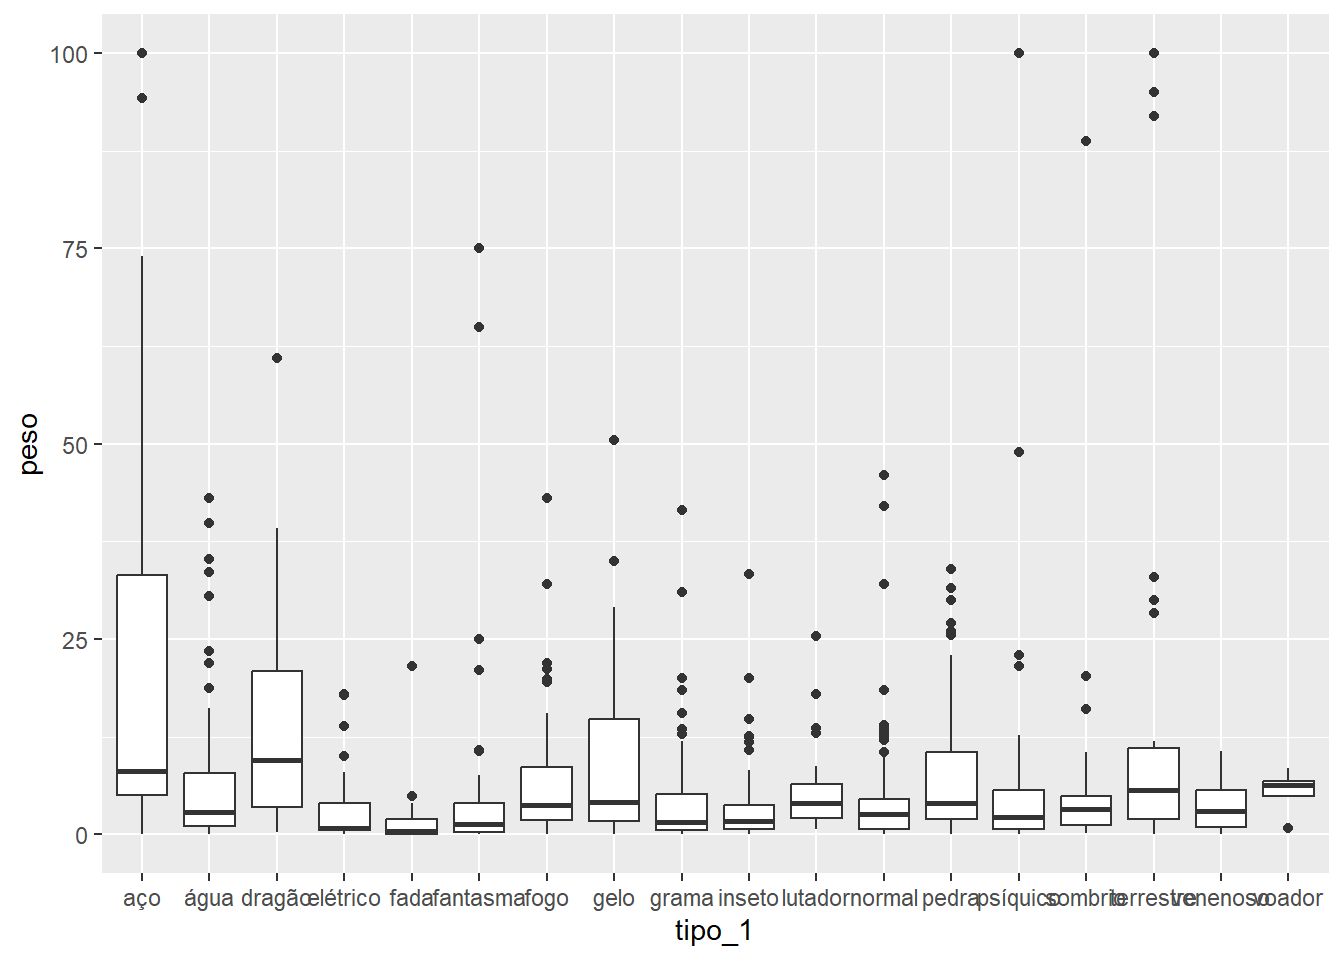 100
75
50
25
0
peso
aço água dragão elétrico fada fantasma fogo gelo grama inseto lutador normal pedra psíquico sombrio terrestre venenoso voador
tipo_1